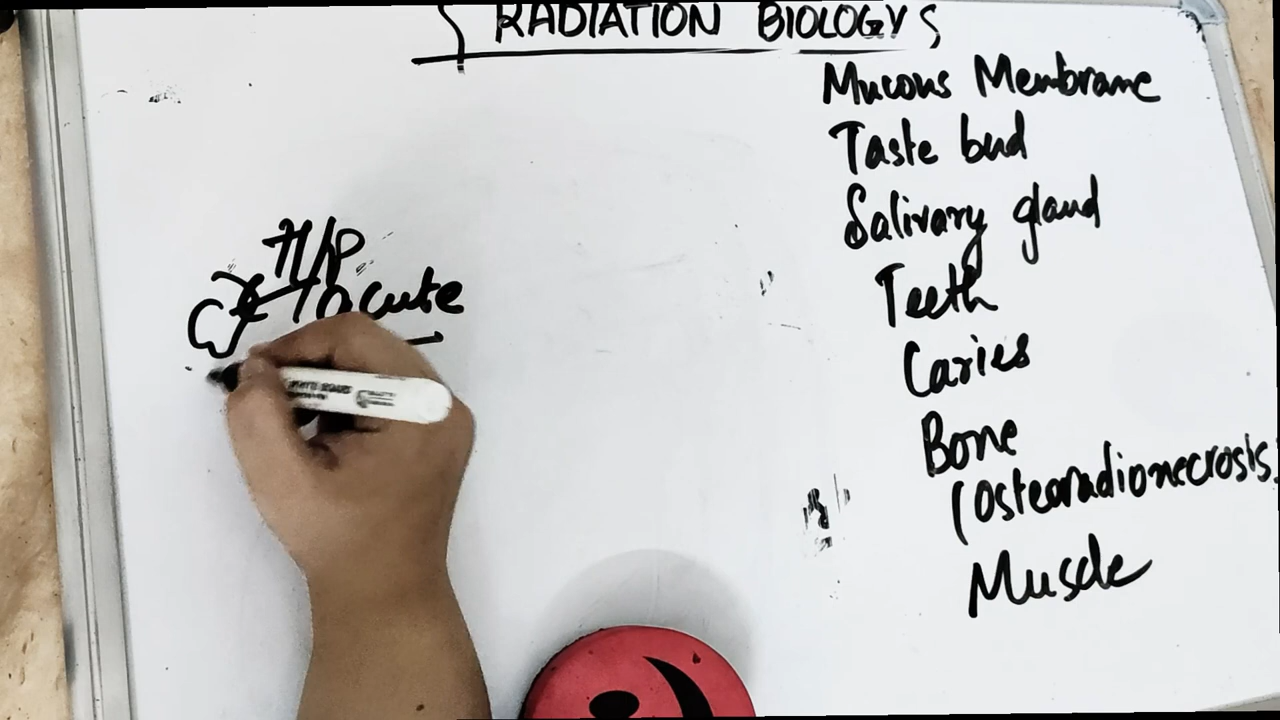 RADIATION BIOLOGY
Mucous Membrane
Taste bud
Salivary gland
Teeth
Caries
Bone
(osteoradionecrosis)
Muscle
H/P
acute